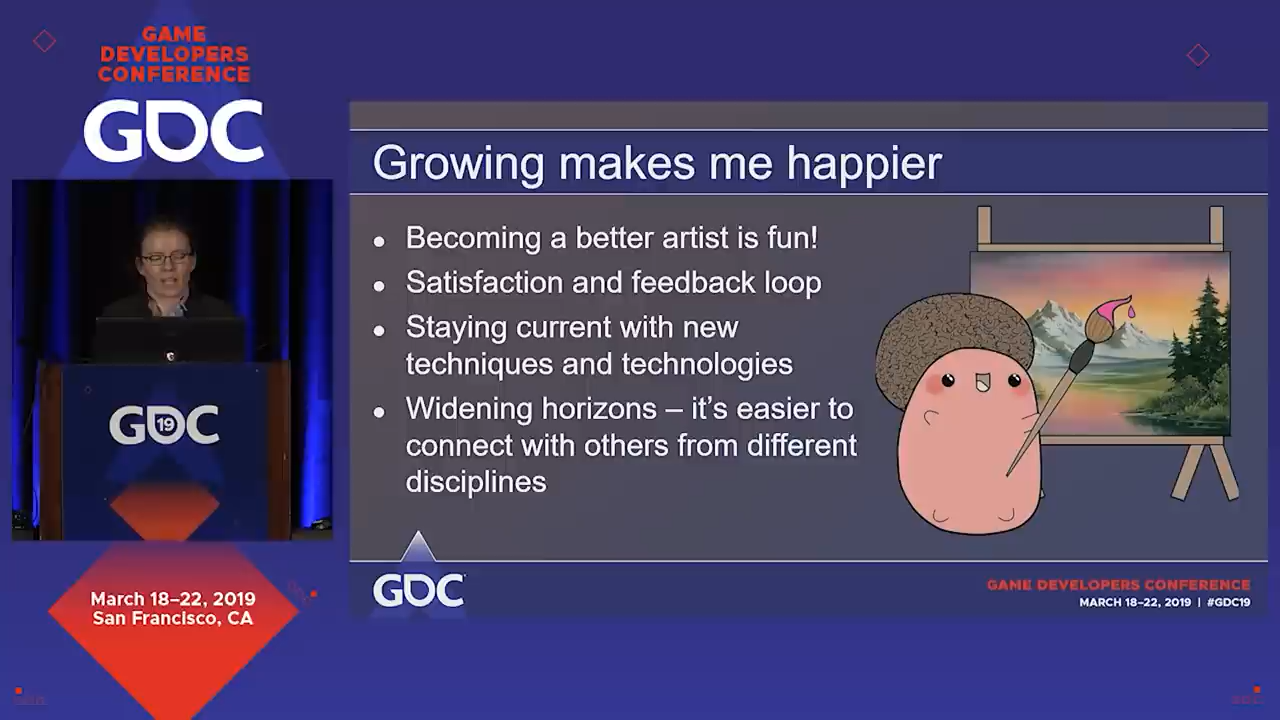 GAME
DEVELOPERS
CONFERENCE
GDC
GDC
19
March 18–22, 2019
San Francisco, CA
Growing makes me happier
• Becoming a better artist is fun!
• Satisfaction and feedback loop
• Staying current with new
techniques and technologies
• Widening horizons – it's easier to
connect with others from different
disciplines
GDC
GAME DEVELOPERS CONFERENCE
MARCH 18–22, 2019 | #GDC19